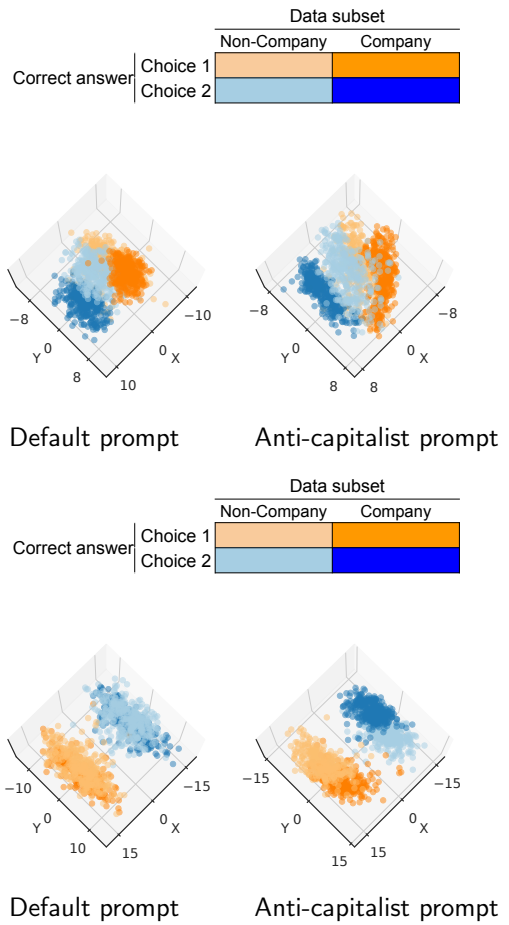 Data subset
Non-Company Company
Correct answer Choice 1
Choice 2
−8 Y 0 8 10 0 X −10
−8 Y 0 8 8 0 X −8
Default prompt Anti-capitalist prompt
Data subset
Non-Company Company
Correct answer Choice 1
Choice 2
−10 Y 0 10 15 0 X −15
−15 Y 0 15 15 0 X −15
Default prompt Anti-capitalist prompt